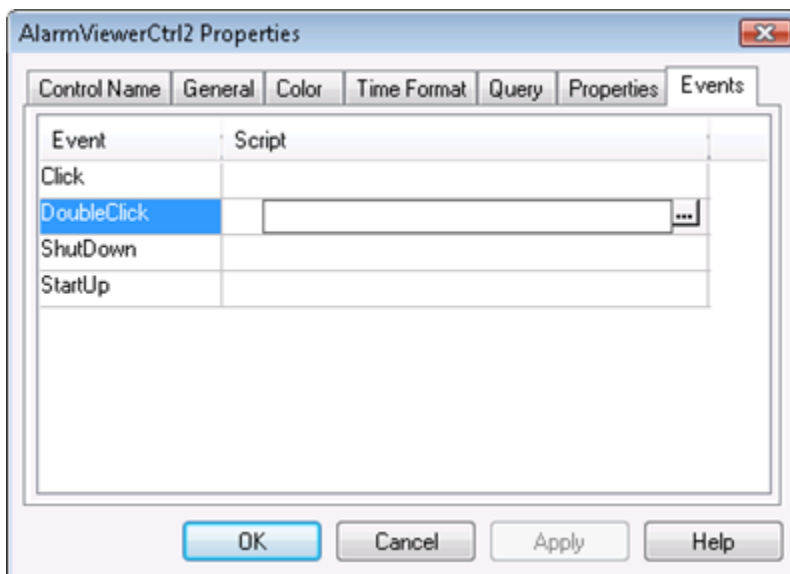 AlarmViewerCtrl2 Properties
Control Name General Color Time Format Query Properties Events
Event Script
Click
DoubleClick ...
ShutDown
StartUp
OK Cancel Apply Help